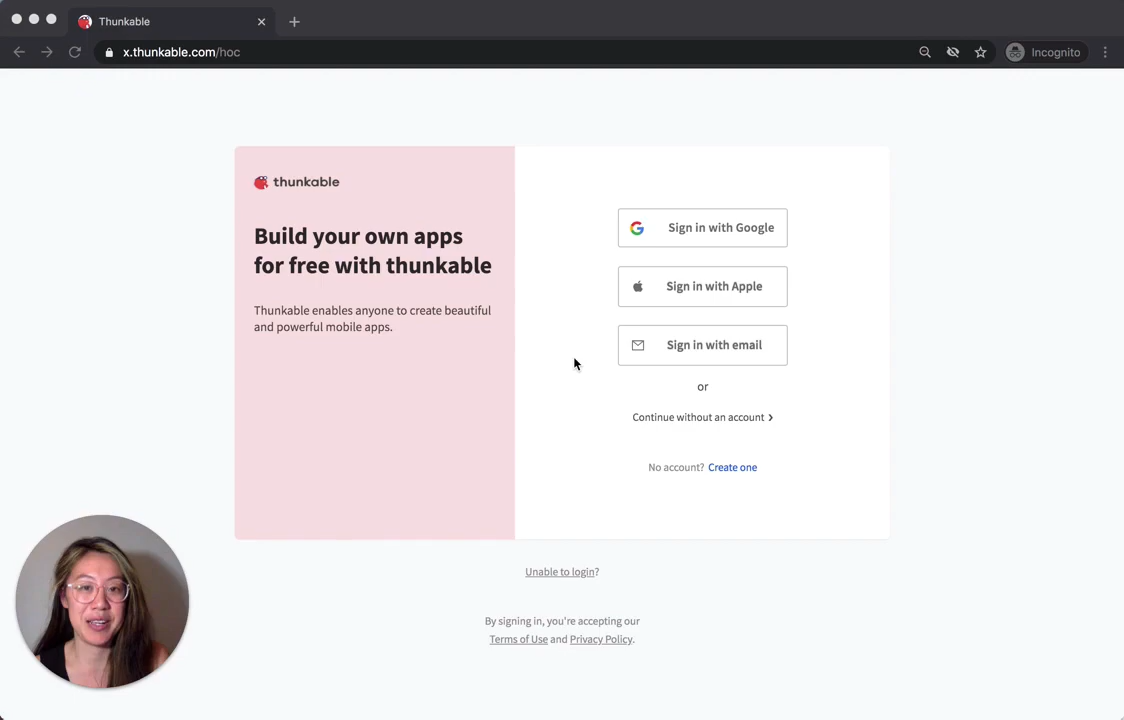 Thunkable
x.thunkable.com/hoc
Incognito
thunkable
Build your own apps
for free with thunkable
Thunkable enables anyone to create beautiful
and powerful mobile apps.
Sign in with Google
Sign in with Apple
Sign in with email
or
Continue without an account
No account? Create one
Unable to login?
By signing in, you're accepting our
Terms of Use and Privacy Policy.